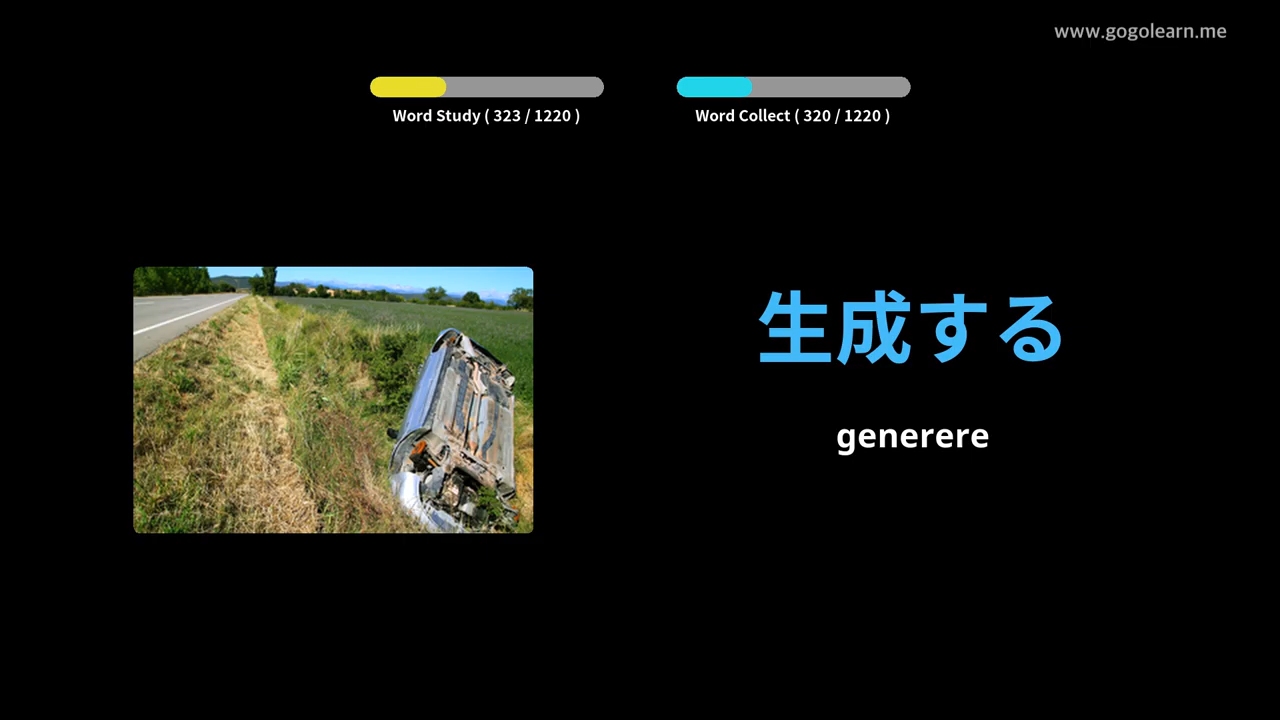 www.gogolearn.me
Word Study ( 323 / 1220 )
Word Collect ( 320 / 1220 )
生成する
generere